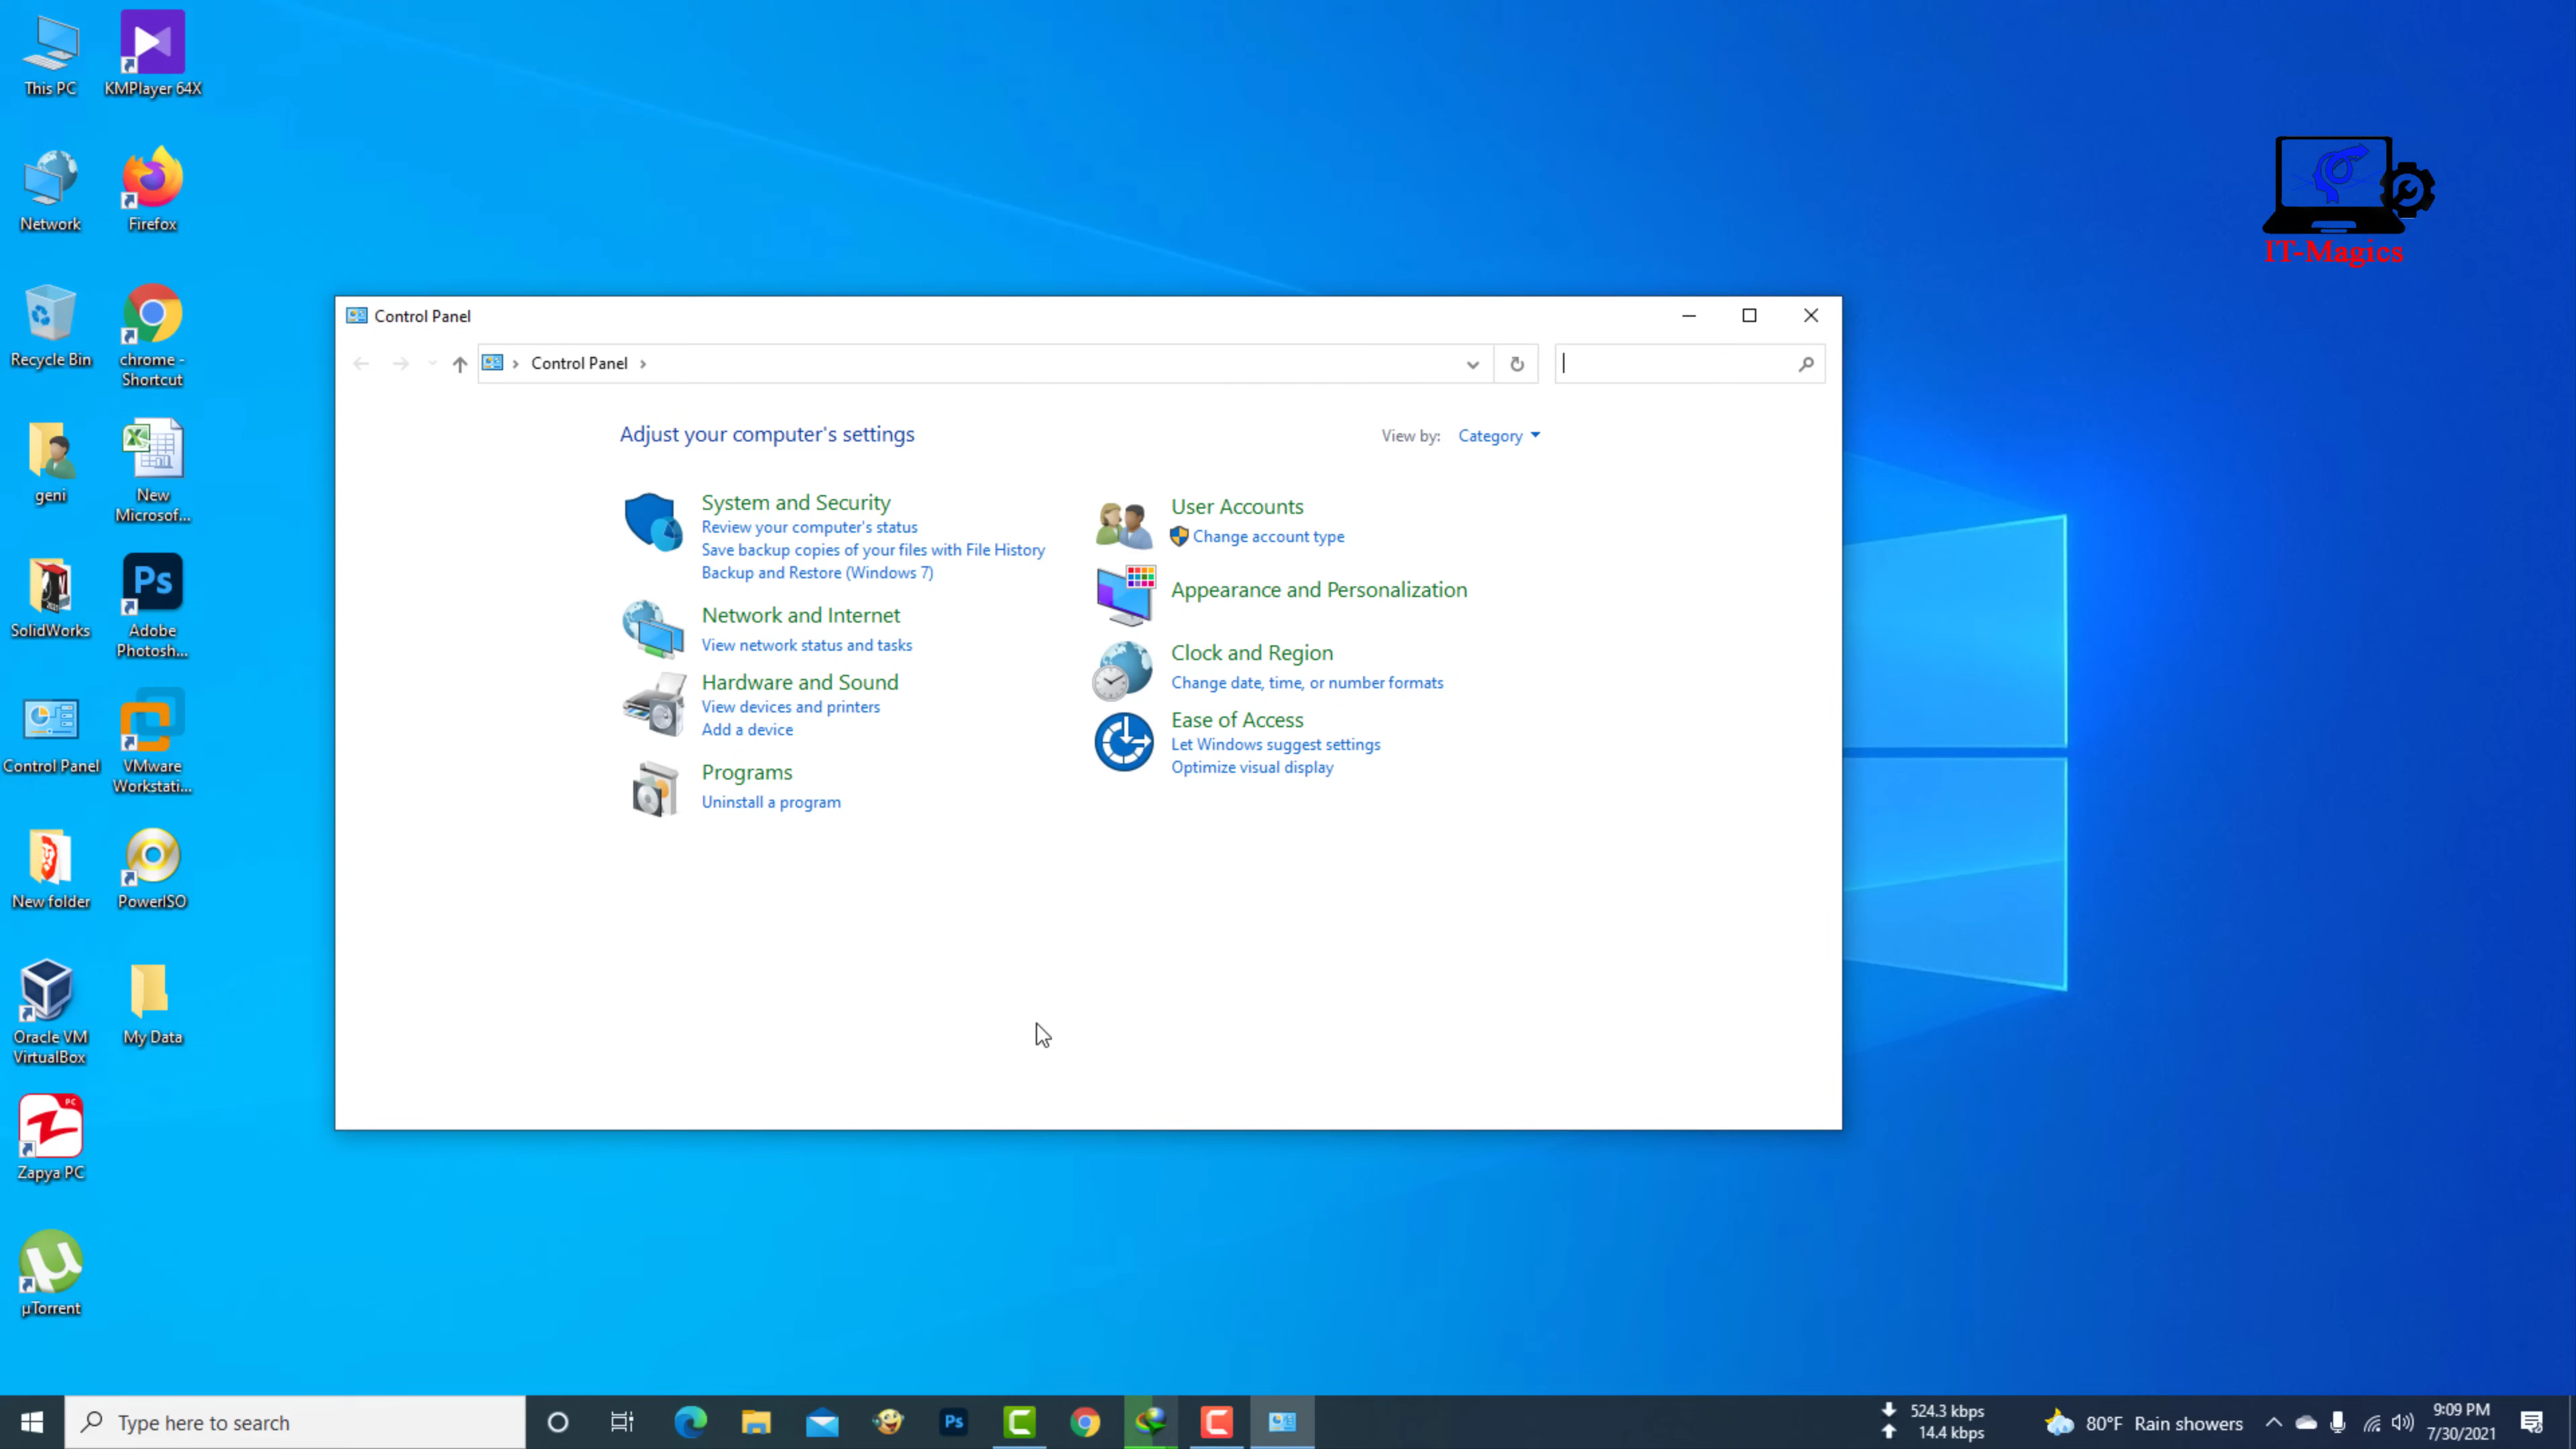 This PC
KMPlayer 64X
Network
Firefox
Recycle Bin
chrome -
Shortcut
geni
New
Microsof...
SolidWorks
Ps
Adobe
Photosh...
Control Panel
VMware
Workstati...
New folder
PowerISO
Oracle VM
VirtualBox
My Data
PC
Zapya PC
µTorrent
IT-Magics
Control Panel
Control Panel
Adjust your computer's settings
View by: Category
System and Security
Review your computer's status
Save backup copies of your files with File History
Backup and Restore (Windows 7)
Network and Internet
View network status and tasks
Hardware and Sound
View devices and printers
Add a device
Programs
Uninstall a program
User Accounts
Change account type
Appearance and Personalization
Clock and Region
Change date, time, or number formats
Ease of Access
Let Windows suggest settings
Optimize visual display
Type here to search
Ps
524.3 kbps
14.4 kbps
80°F Rain showers
9:09 PM
7/30/2021